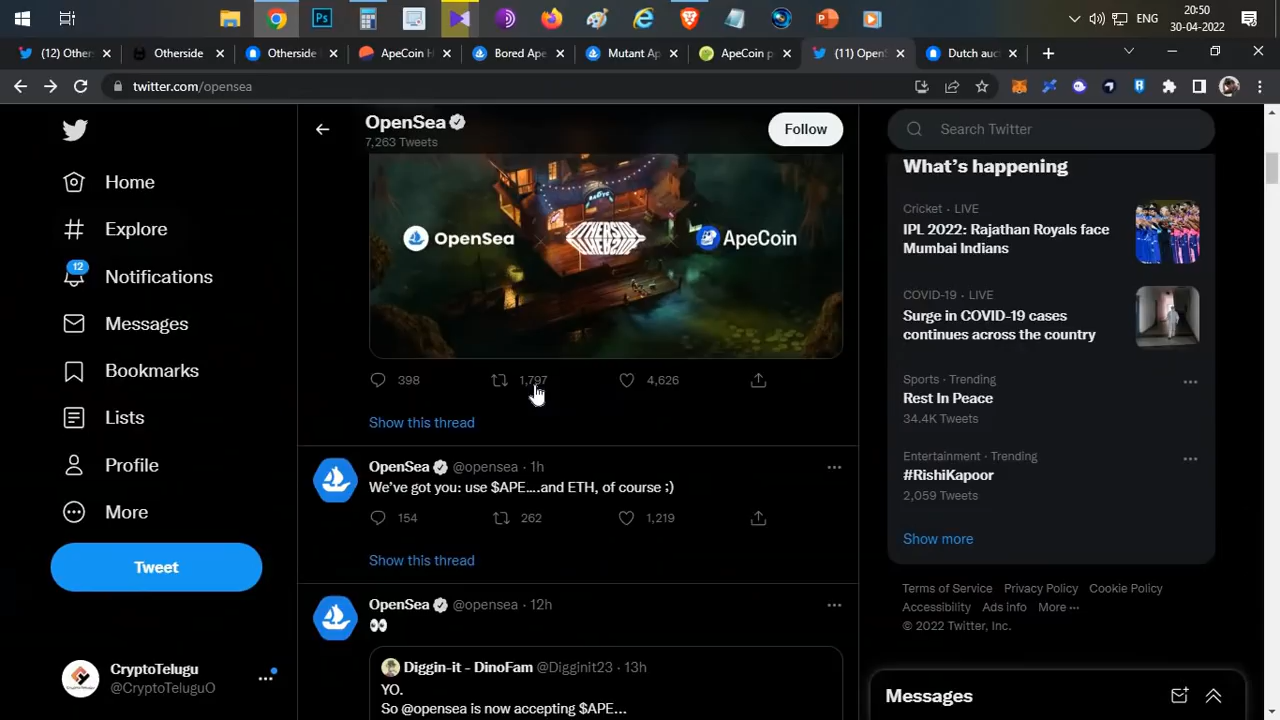 20:50
ENG
30-04-2022
(12) Others
Otherside
Otherside
ApeCoin H
Bored Ape
Mutant Ap
ApeCoin p
(11) OpenS
Dutch auc
twitter.com/opensea
Home
Explore
12
Notifications
Messages
Bookmarks
Lists
Profile
More
Tweet
CryptoTelugu
@CryptoTeluguO
OpenSea
7,263 Tweets
Follow
OpenSea
OTHERSIDE
ApeCoin
398 1,797 4,626
Show this thread
OpenSea @opensea · 1h
We've got you: use $APE....and ETH, of course ;)
154 262 1,219
Show this thread
OpenSea @opensea · 12h
👀
Diggin-it - DinoFam @Digginit23 · 13h
YO.
So @opensea is now accepting $APE...
Search Twitter
What's happening
Cricket · LIVE
IPL 2022: Rajathan Royals face
Mumbai Indians
COVID-19 · LIVE
Surge in COVID-19 cases
continues across the country
Sports · Trending
Rest In Peace
34.4K Tweets
Entertainment · Trending
#RishiKapoor
2,059 Tweets
Show more
Terms of Service Privacy Policy Cookie Policy
Accessibility Ads info More ···
© 2022 Twitter, Inc.
Messages